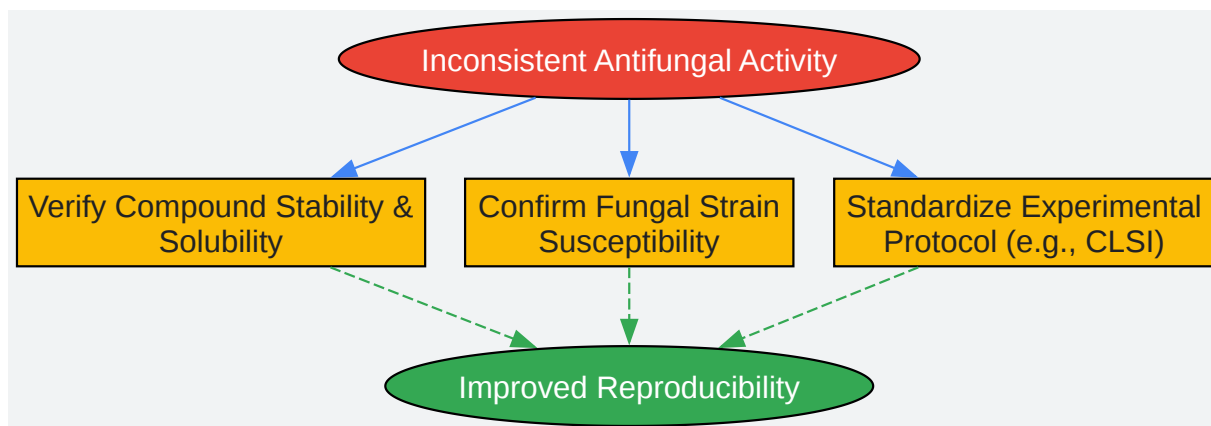 Inconsistent Antifungal Activity
Verify Compound Stability &
Solubility
Confirm Fungal Strain
Susceptibility
Standardize Experimental
Protocol (e.g., CLSI)
Improved Reproducibility